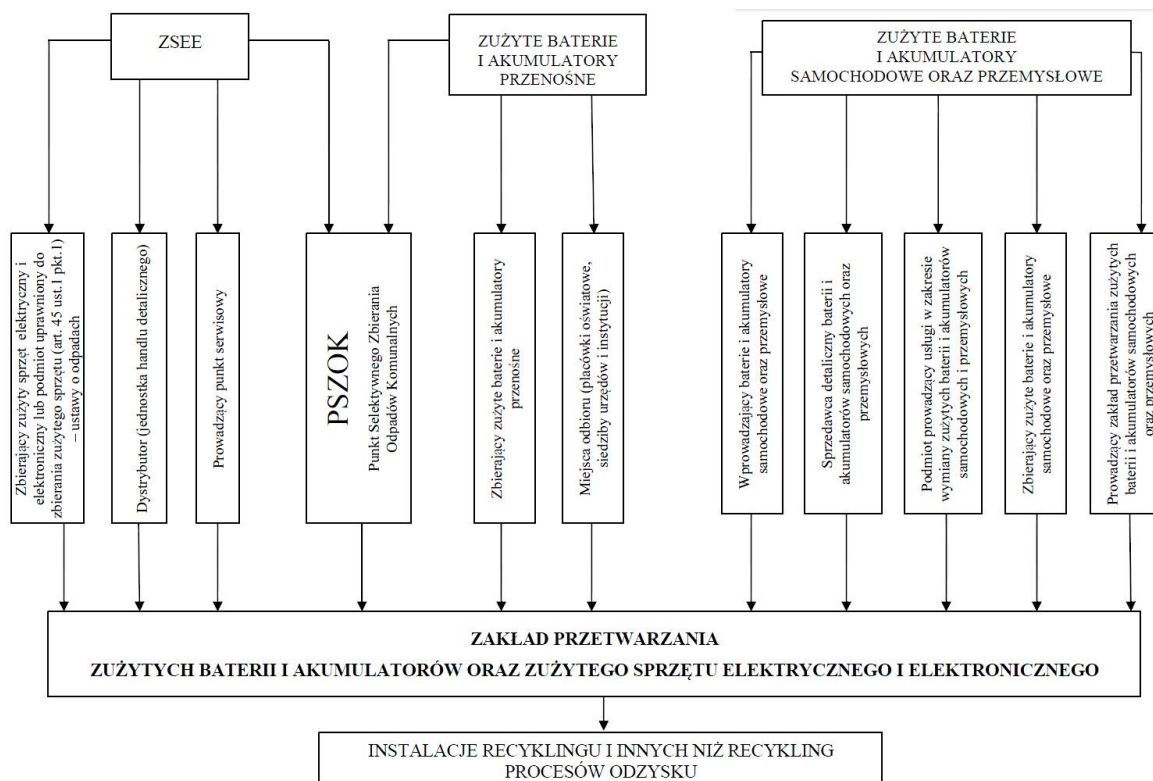 ZSEE
ZUŻYTE BATERIE
I AKUMULATORY
PRZENOŚNE
ZUŻYTE BATERIE
I AKUMULATORY
SAMOCHODOWE ORAZ PRZEMYSŁOWE
Zbierający zużyty sprzęt elektryczny i
elektroniczny lub podmiot uprawniony do
zbierania zużytego sprzętu (art. 45 ust.1 pkt.1)
– ustawy o odpadach
Dystrybutor (jednostka handlu detalicznego)
Prowadzący punkt serwisowy
PSZOK
Punkt Selektywnego Zbierania
Odpadów Komunalnych
Zbierający zużyte baterie i akumulatory
przenośne
Miejsca odbioru (placówki oświatowe,
siedziby urzędów i instytucji)
Wprowadzający baterie i akumulatory
samochodowe oraz przemysłowe
Sprzedawca detaliczny baterii i
akumulatorów samochodowych oraz
przemysłowych
Podmiot prowadzący usługi w zakresie
wymiany zużytych baterii i akumulatorów
samochodowych i przemysłowych
Zbierający zużyte baterie i akumulatory
samochodowe oraz przemysłowe
Prowadzący zakład przetwarzania zużytych
baterii i akumulatorów samochodowych
oraz przemysłowych
ZAKŁAD PRZETWARZANIA
ZUŻYTYCH BATERII I AKUMULATORÓW ORAZ ZUŻYTEGO SPRZĘTU ELEKTRYCZNEGO I ELEKTRONICZNEGO
INSTALACJE RECYKLINGU I INNYCH NIŻ RECYKLING
PROCESÓW ODZYSKU